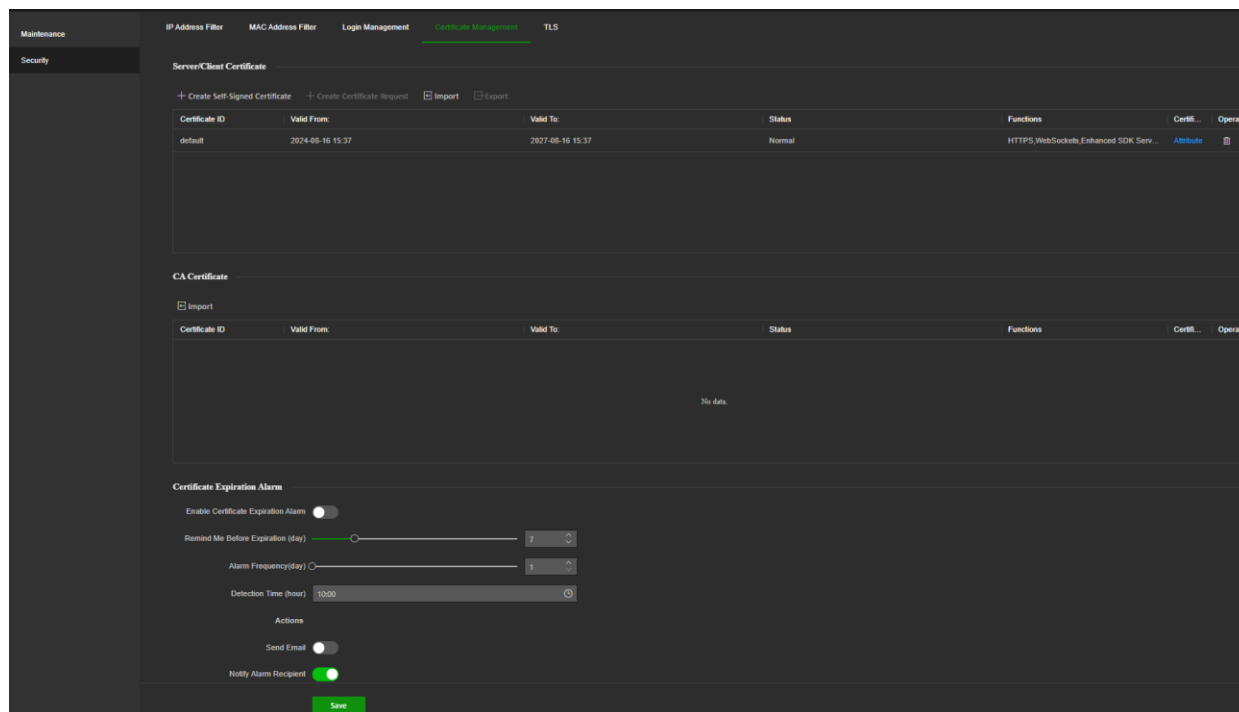 IP Address Filter MAC Address Filter Login Management Certificate Management TLS
Maintenance
Security
Server/Client Certificate
Create Self-Signed Certificate Create Certificate Request Import Export
Certificate ID Valid From: Valid To: Status Functions Certifi... Opera
default 2024-08-16 15:37 2027-08-16 15:37 Normal HTTPS,WebSockets,Enhanced SDK Serv... Attribute
CA Certificate
Import
Certificate ID Valid From: Valid To: Status Functions Certifi... Opera
No data.
Certificate Expiration Alarm
Enable Certificate Expiration Alarm
Remind Me Before Expiration (day) 7
Alarm Frequency(day) 1
Detection Time (hour) 10:00
Actions
Send Email
Notify Alarm Recipient
Save